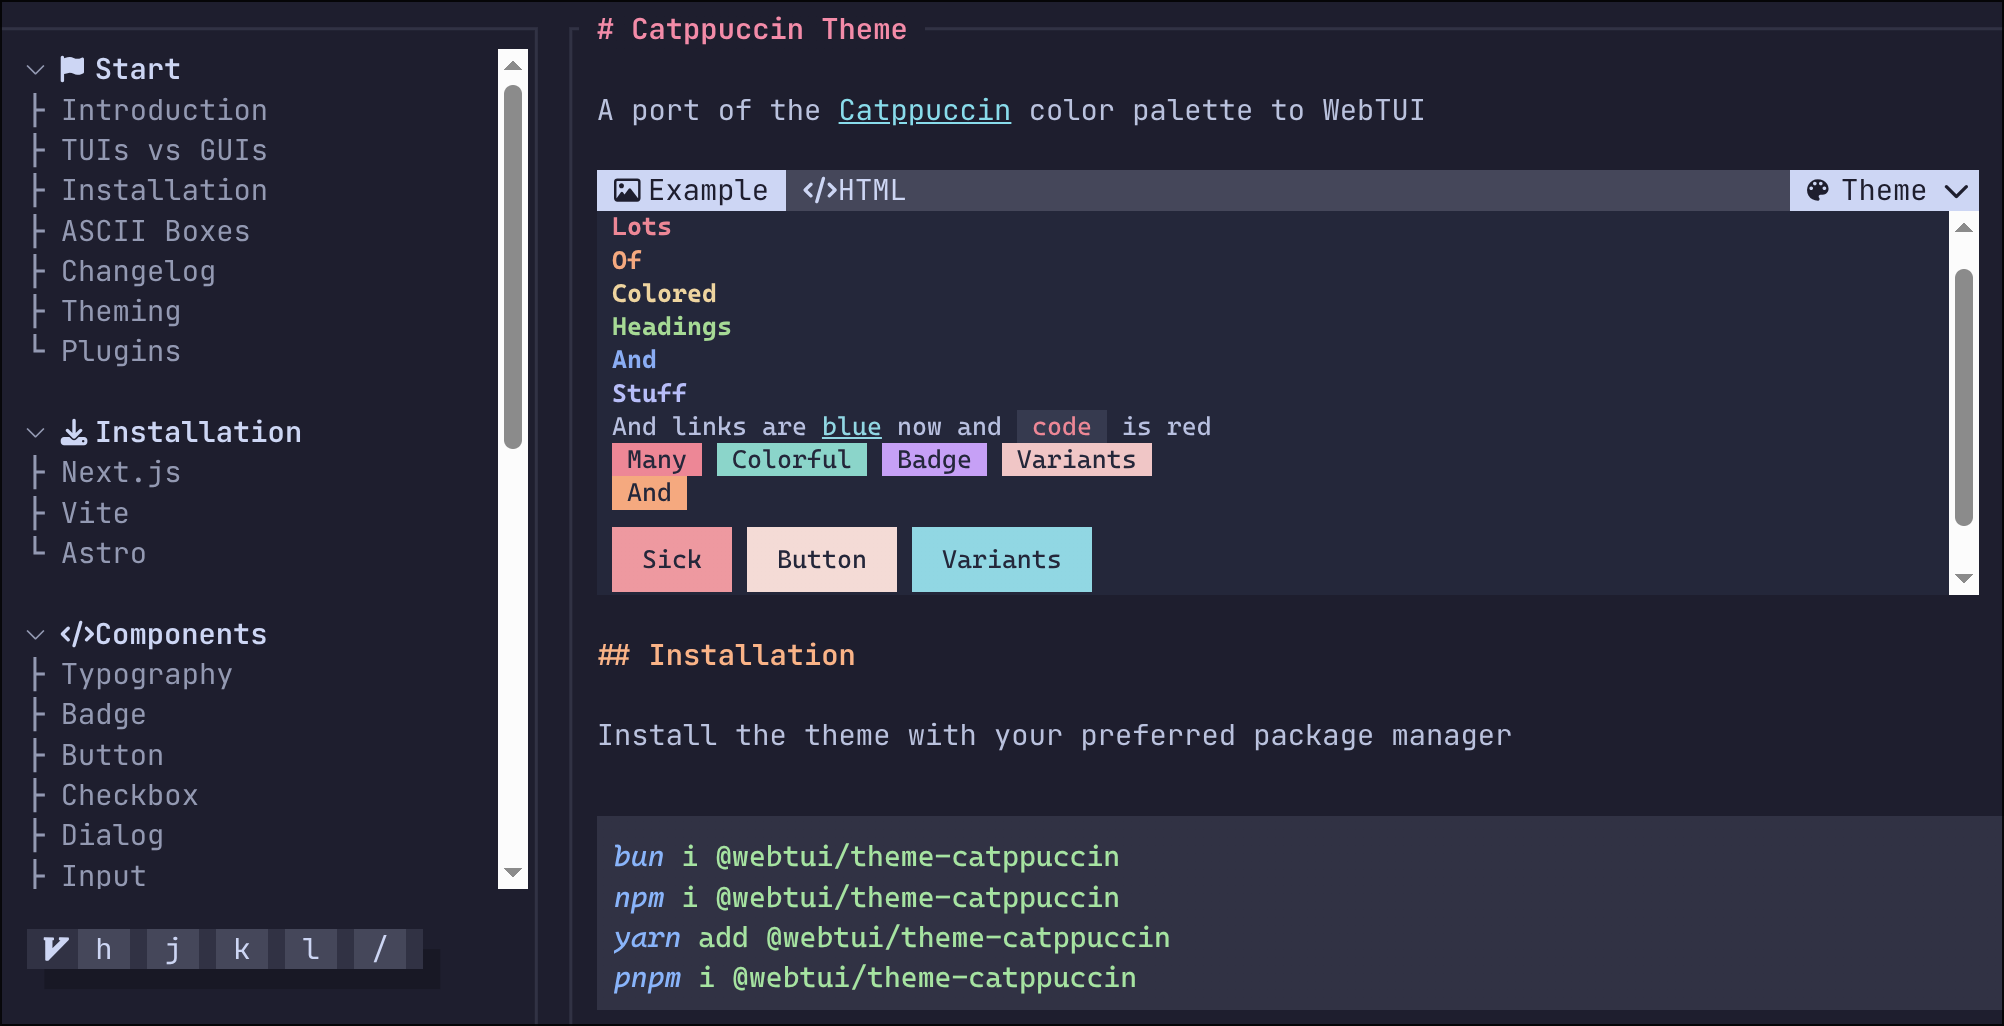 Start
Introduction
TUIs vs GUIs
Installation
ASCII Boxes
Changelog
Theming
Plugins
Installation
Next.js
Vite
Astro
</>Components
Typography
Badge
Button
Checkbox
Dialog
Input
h j k l /
# Catppuccin Theme
A port of the Catppuccin color palette to WebTUI
Example </>HTML Theme
Lots
Of
Colored
Headings
And
Stuff
And links are blue now and code is red
Many Colorful Badge Variants
And
Sick Button Variants
## Installation
Install the theme with your preferred package manager
bun i @webtui/theme-catppuccin
npm i @webtui/theme-catppuccin
yarn add @webtui/theme-catppuccin
pnpm i @webtui/theme-catppuccin